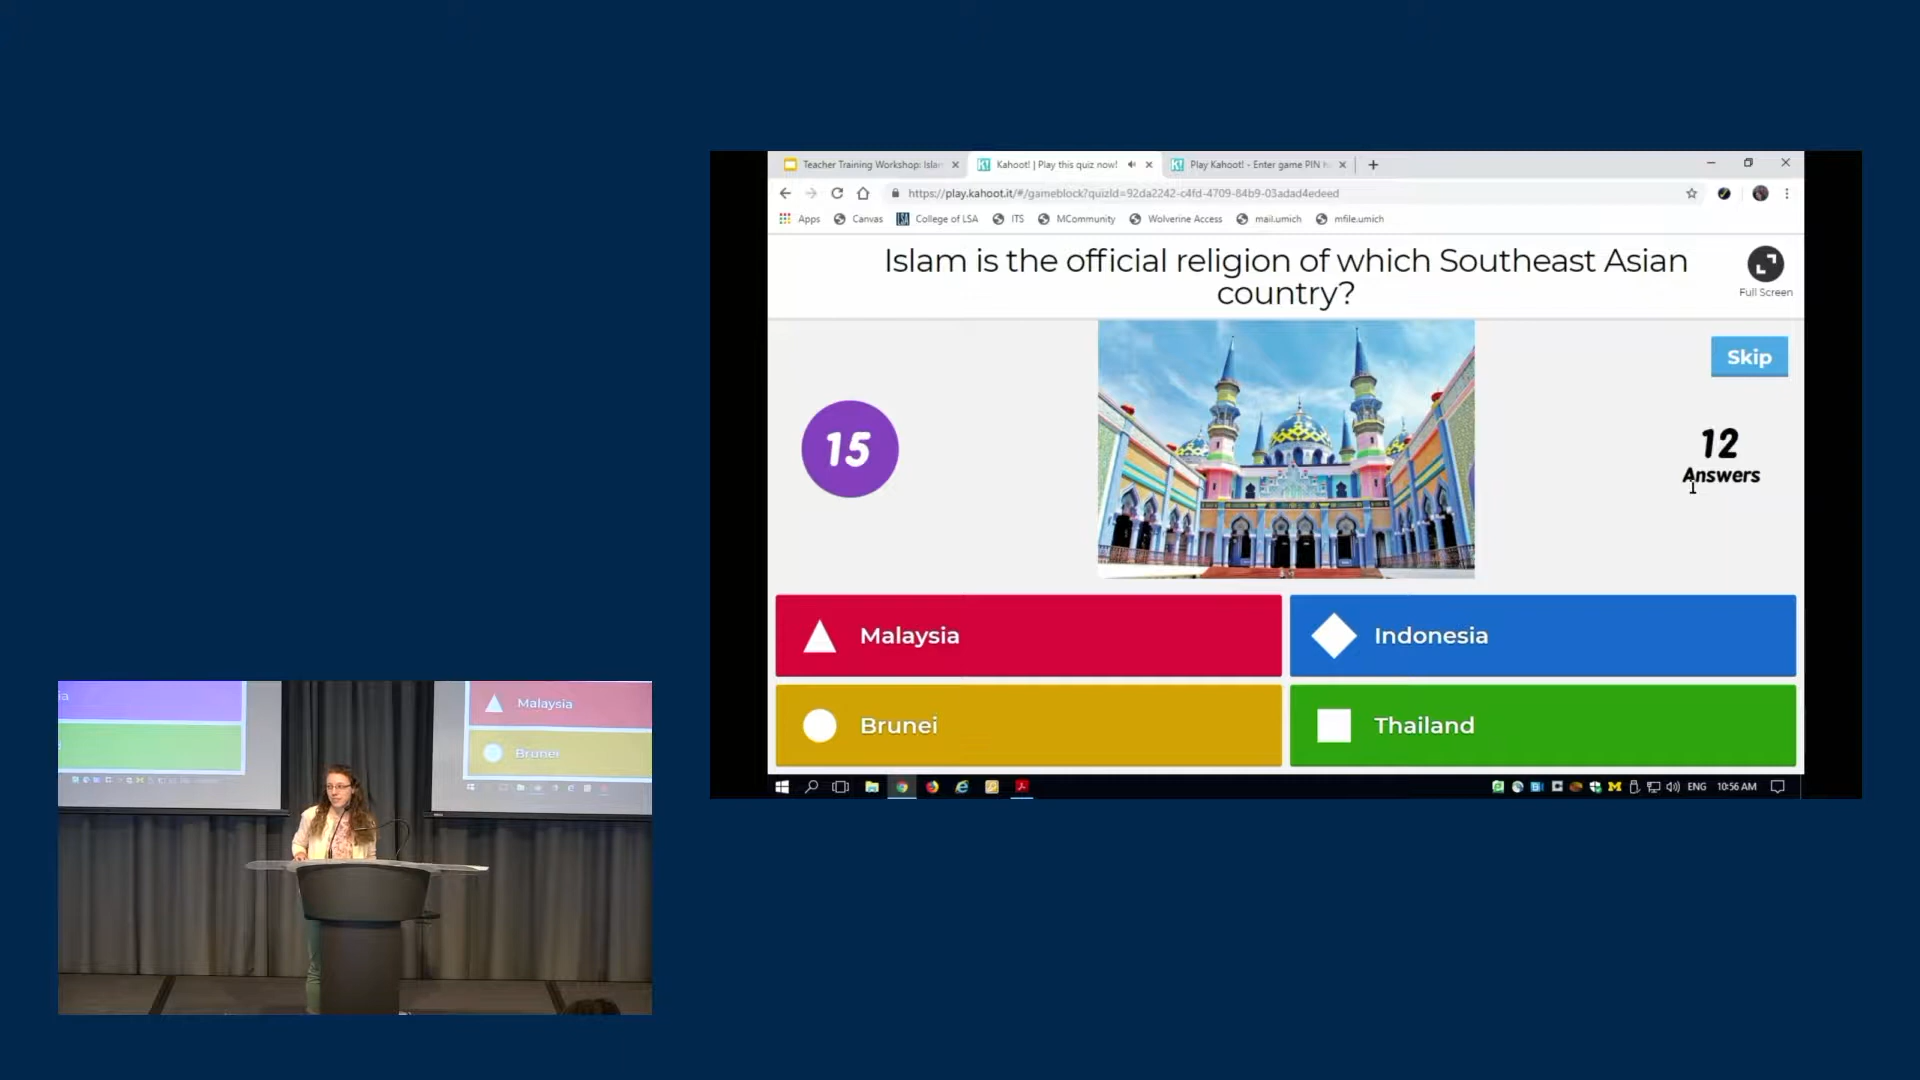 Teacher Training Workshop: Islam
Kahoot! | Play this quiz now!
Play Kahoot! - Enter game PIN h
https://play.kahoot.it/#/gameblock?quizId=92da2242-c4fd-4709-84b9-03adad4edeed
Apps
Canvas
LSA
College of LSA
ITS
MCommunity
Wolverine Access
mail.umich
mfile.umich
Islam is the official religion of which Southeast Asian
country?
Full Screen
Skip
15
12
Answers
Malaysia
Indonesia
Brunei
Thailand
ENG
10:56 AM
ia
Malaysia
Brunei